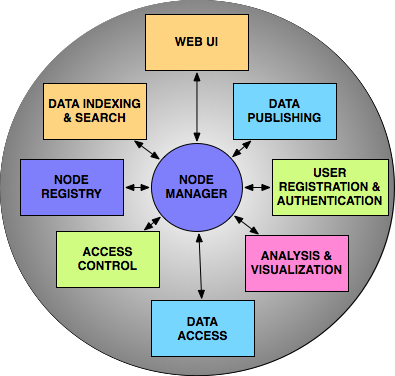 WEB UI
DATA INDEXING
& SEARCH
DATA
PUBLISHING
NODE
REGISTRY
NODE
MANAGER
USER
REGISTRATION &
AUTHENTICATION
ACCESS
CONTROL
ANALYSIS &
VISUALIZATION
DATA
ACCESS